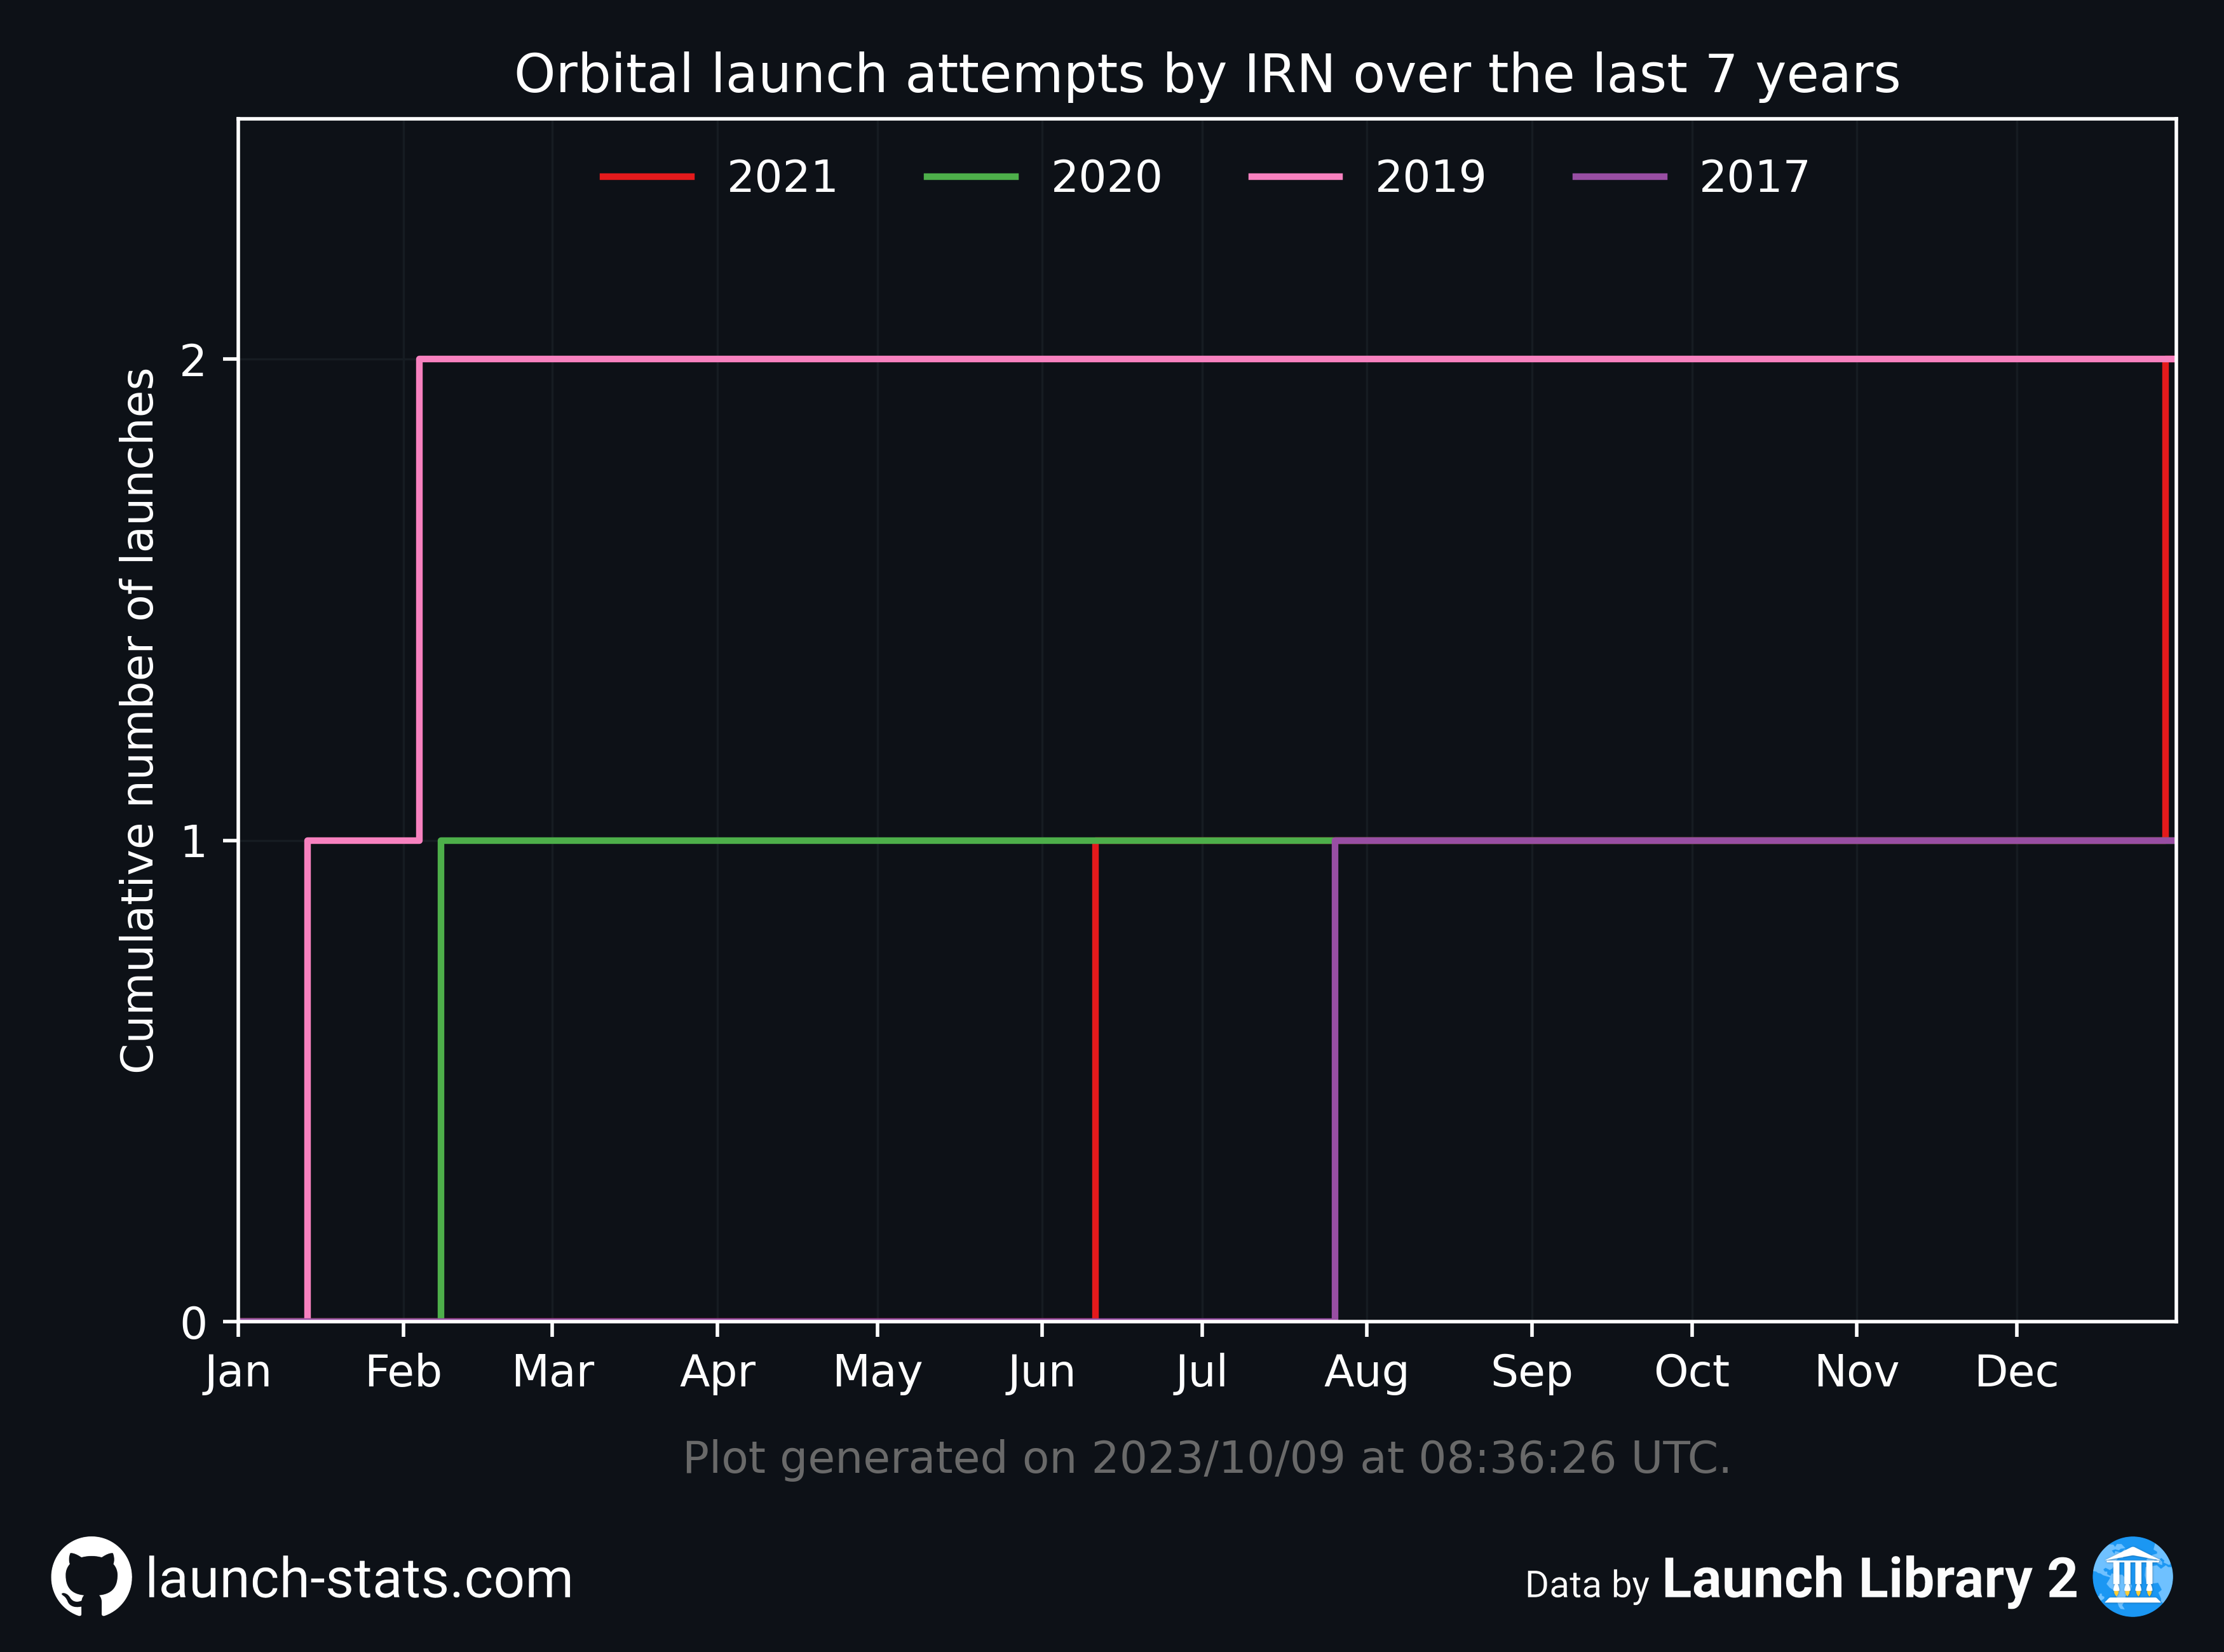 Orbital launch attempts by IRN over the last 7 years
2021 2020 2019 2017
Cumulative number of launches
2
1
0
Jan Feb Mar Apr May Jun Jul Aug Sep Oct Nov Dec
Plot generated on 2023/10/09 at 08:36:26 UTC.
launch-stats.com
Data by Launch Library 2